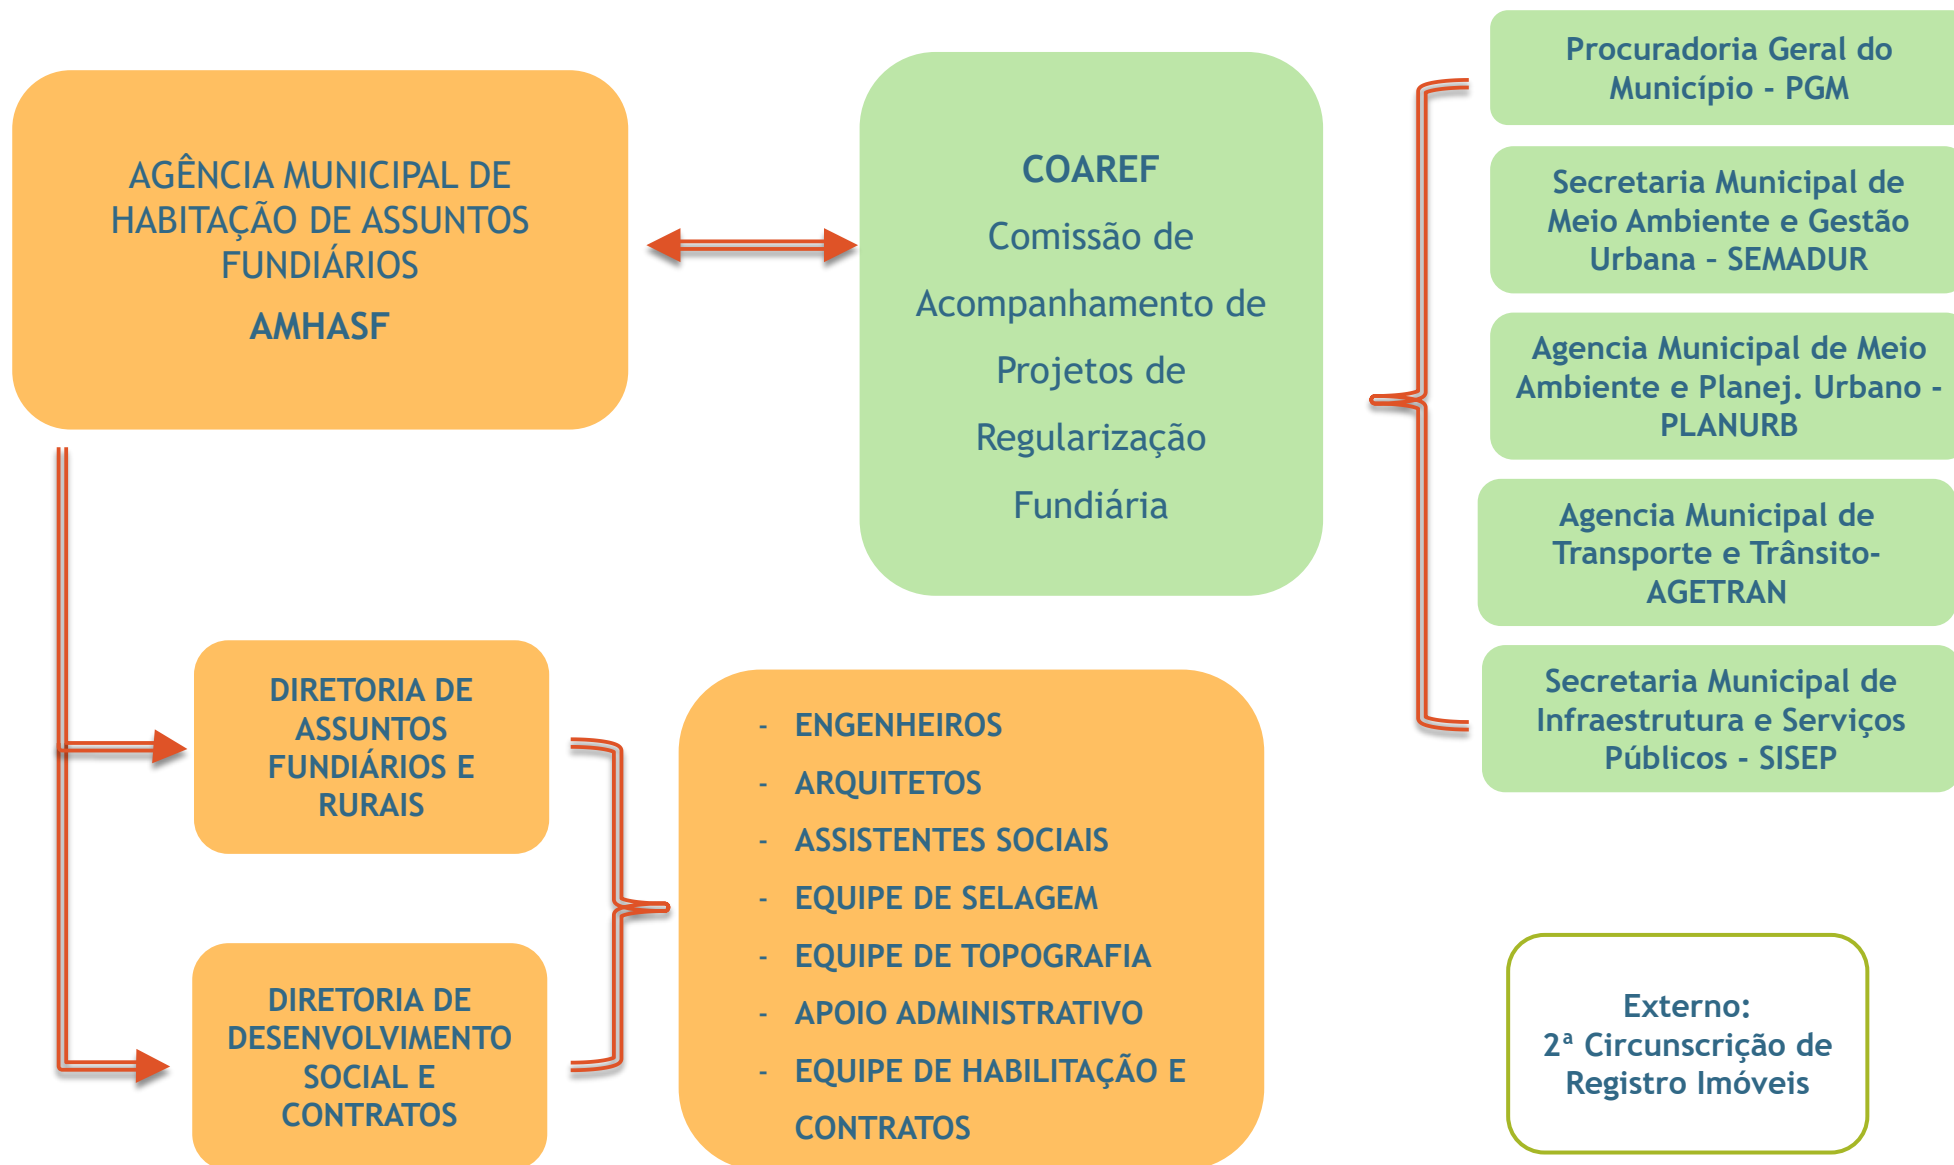 AGÊNCIA MUNICIPAL DE
HABITAÇÃO DE ASSUNTOS
FUNDIÁRIOS
AMHASF
COAREF
Comissão de
Acompanhamento de
Projetos de
Regularização
Fundiária
Procuradoria Geral do
Município - PGM
Secretaria Municipal de
Meio Ambiente e Gestão
Urbana – SEMADUR
Agencia Municipal de Meio
Ambiente e Planej. Urbano -
PLANURB
Agencia Municipal de
Transporte e Trânsito-
AGETRAN
Secretaria Municipal de
Infraestrutura e Serviços
Públicos - SISEP
DIRETORIA DE
ASSUNTOS
FUNDIÁRIOS E
RURAIS
DIRETORIA DE
DESENVOLVIMENTO
SOCIAL E
CONTRATOS
- ENGENHEIROS
- ARQUITETOS
- ASSISTENTES SOCIAIS
- EQUIPE DE SELAGEM
- EQUIPE DE TOPOGRAFIA
- APOIO ADMINISTRATIVO
- EQUIPE DE HABILITAÇÃO E
CONTRATOS
Externo:
2ª Circunscrição de
Registro Imóveis